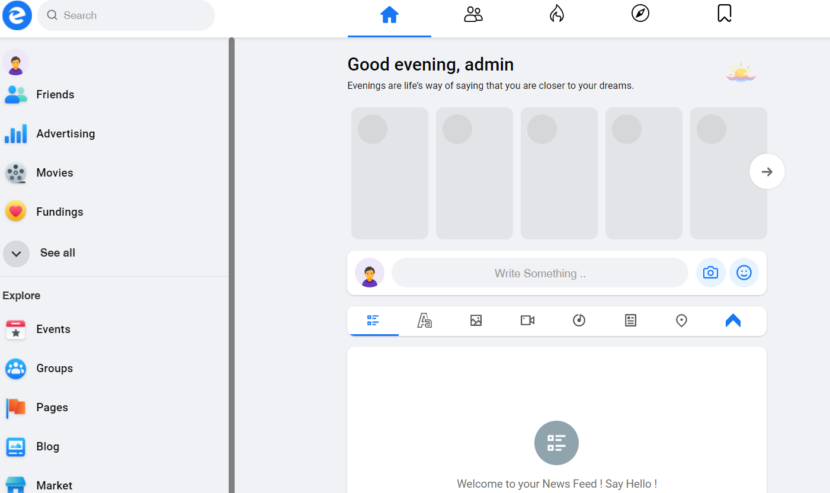 Search
Friends
Advertising
Movies
Fundings
See all
Explore
Events
Groups
Pages
Blog
Market
Good evening, admin
Evenings are life's way of saying that you are closer to your dreams.
Write Something ..
Welcome to your News Feed ! Say Hello !